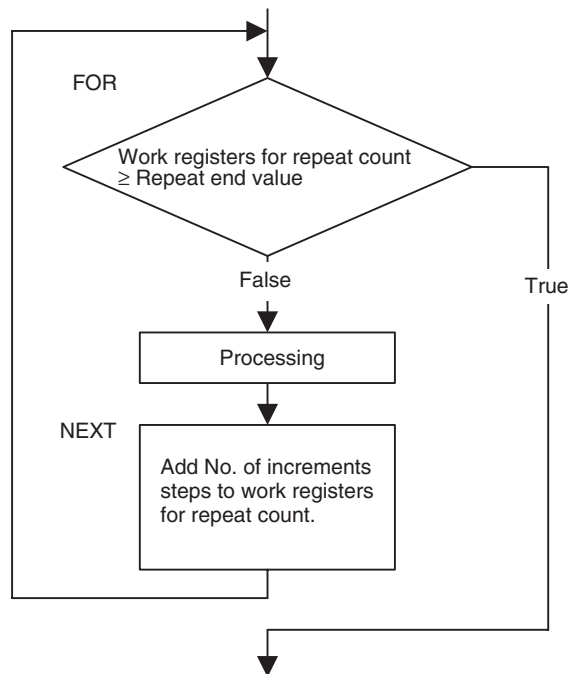 FOR
Work registers for repeat count
≥ Repeat end value
False
True
Processing
NEXT
Add No. of increments
steps to work registers
for repeat count.